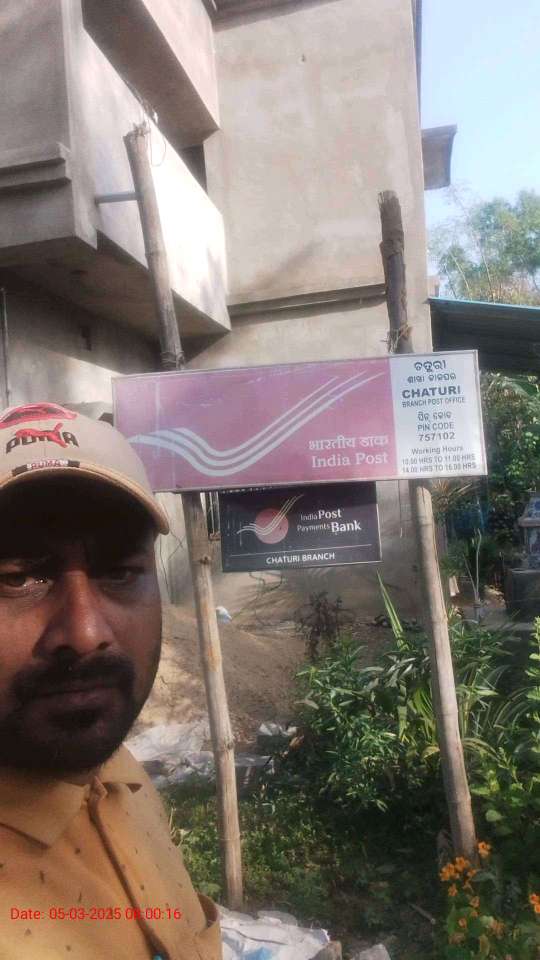 ଚତୁରୀ
ଶାଖା ଡାକଘର
CHATURI
BRANCH POST OFFICE
ପିନ୍ କୋଡ
PIN CODE
757102
Working Hours
10.00 HRS TO 11.00 HRS
14.00 HRS TO 16.00 HRS
भारतीय डाक
India Post
India Post
Payments Bank
CHATURI BRANCH
PUMA
PUMA
Date: 05-03-2025 08:00:16